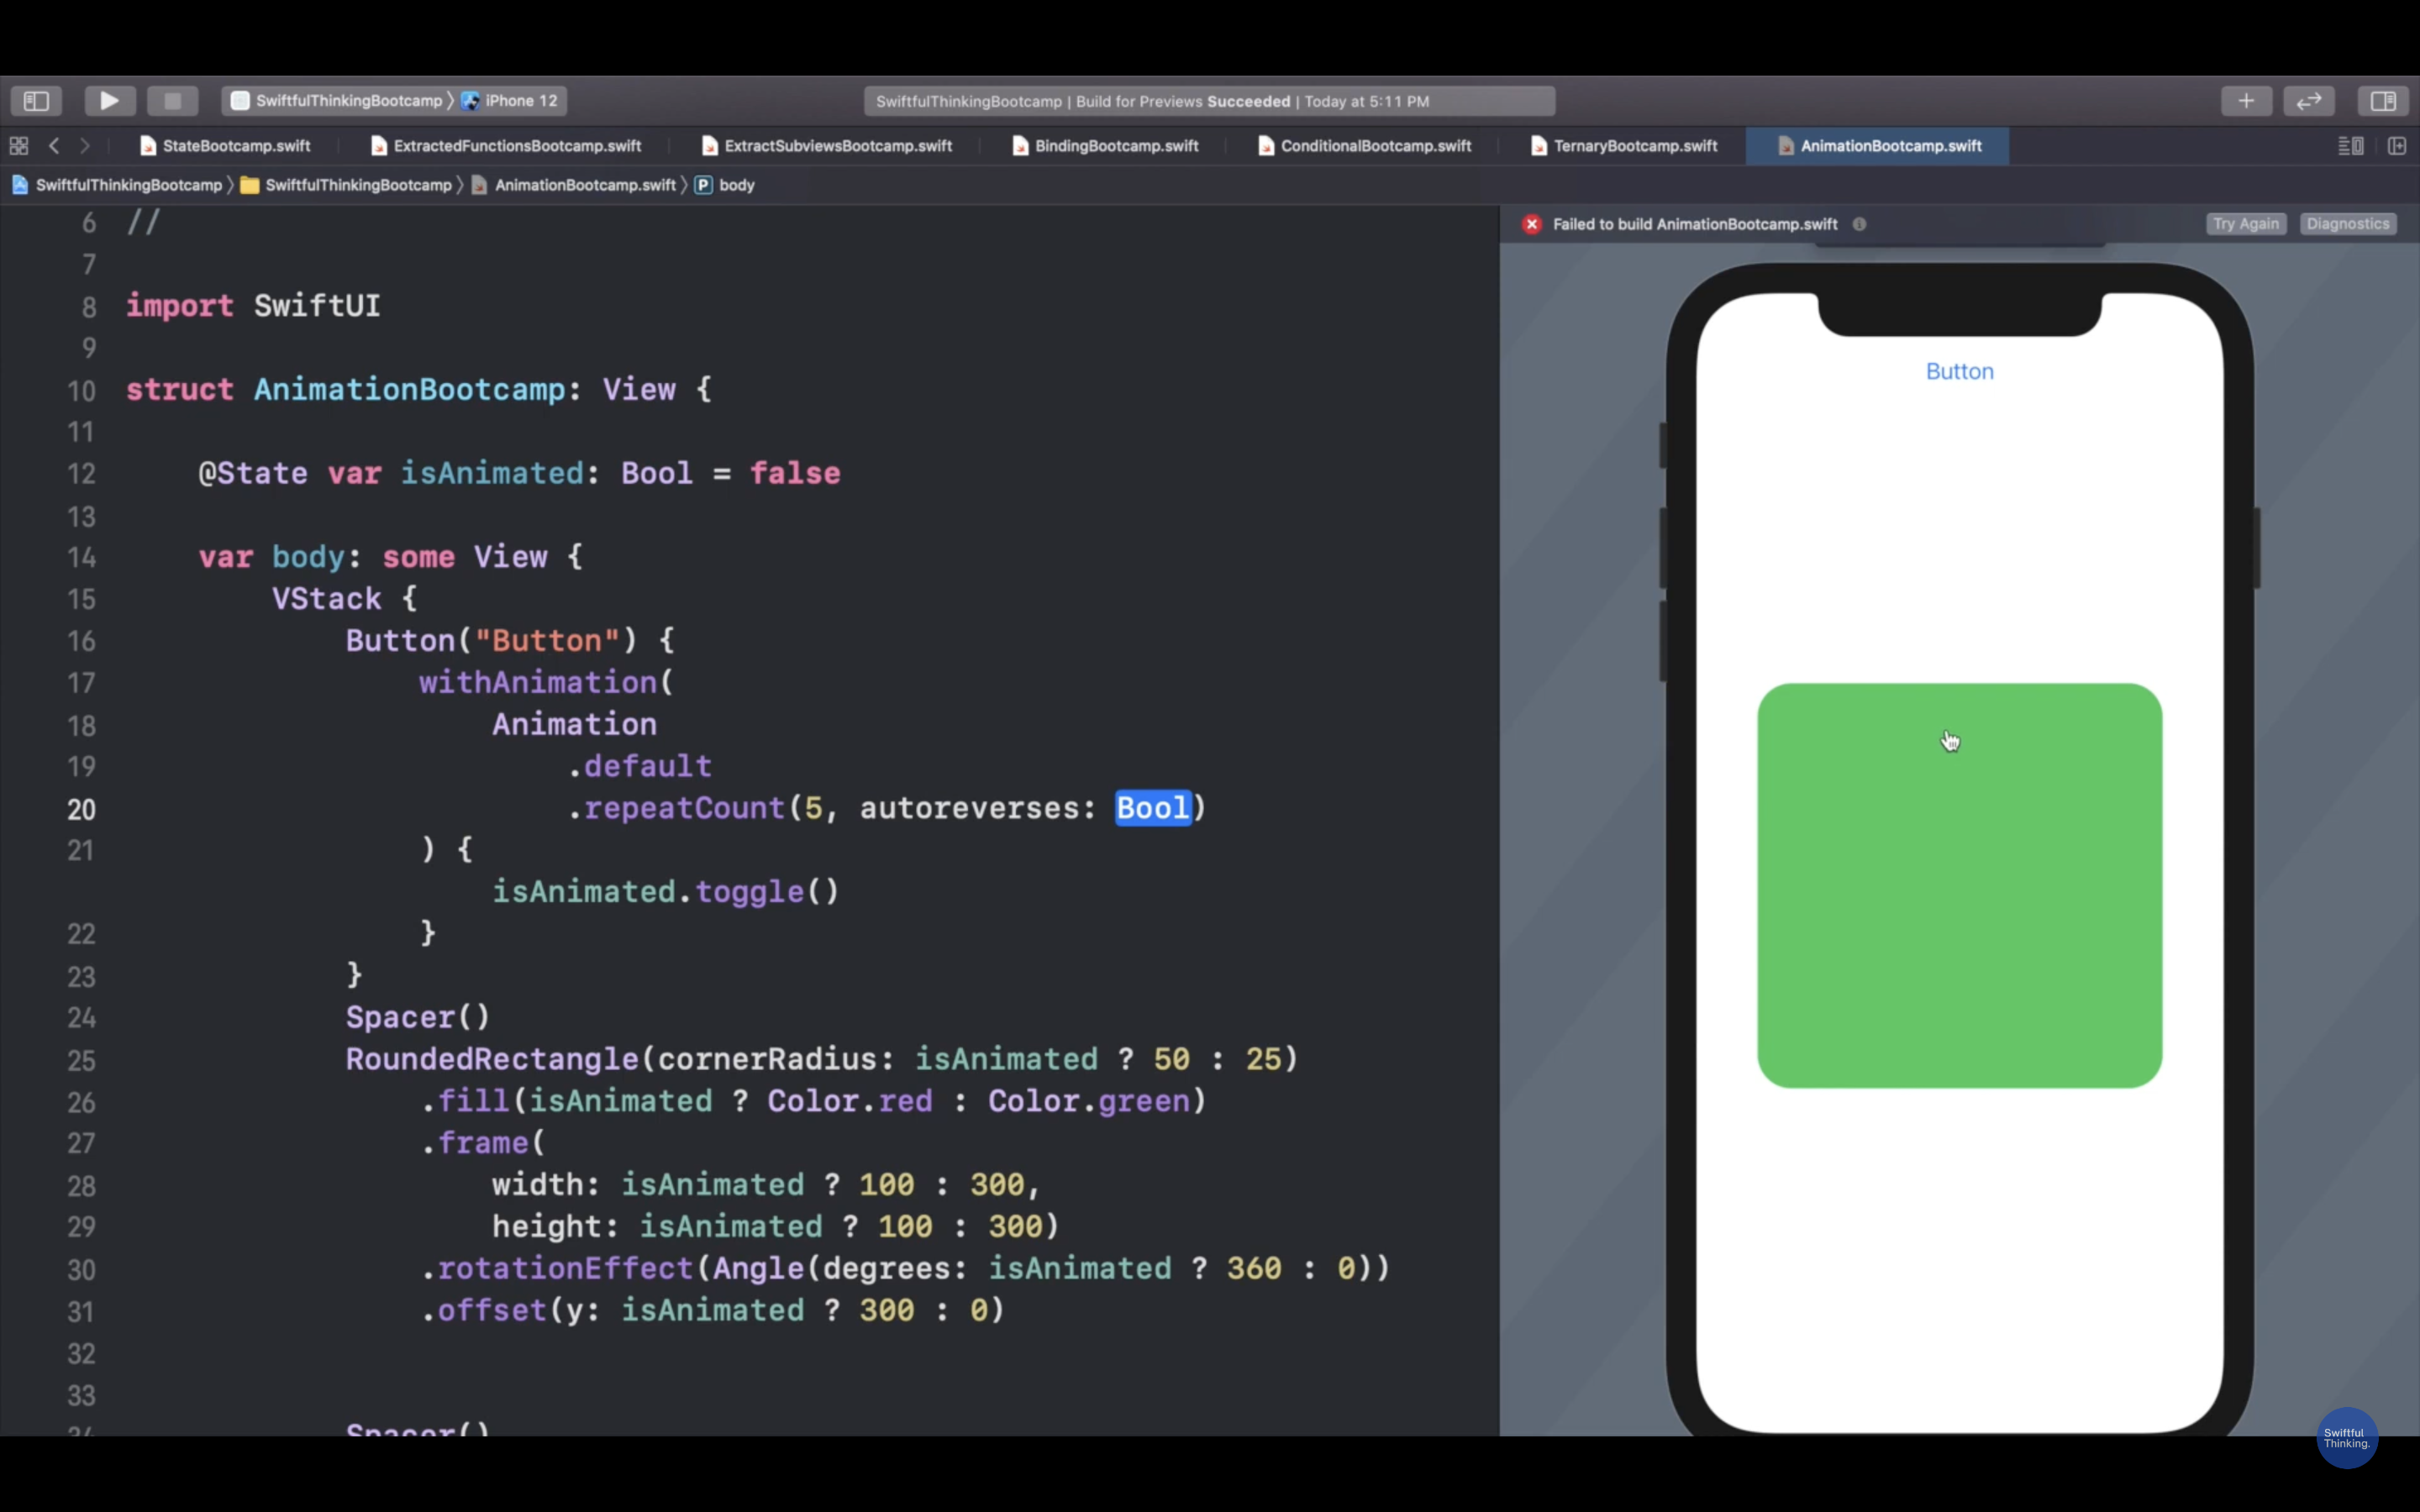 SwiftfulThinkingBootcamp 〉 iPhone 12
SwiftfulThinkingBootcamp | Build for Previews Succeeded | Today at 5:11 PM
StateBootcamp.swift
ExtractedFunctionsBootcamp.swift
ExtractSubviewsBootcamp.swift
BindingBootcamp.swift
ConditionalBootcamp.swift
TernaryBootcamp.swift
AnimationBootcamp.swift
SwiftfulThinkingBootcamp 〉 SwiftfulThinkingBootcamp 〉 AnimationBootcamp.swift 〉 P body
6 //
7
8 import SwiftUI
9
10 struct AnimationBootcamp: View {
11
12 @State var isAnimated: Bool = false
13
14 var body: some View {
15 VStack {
16 Button("Button") {
17 withAnimation(
18 Animation
19 .default
20 .repeatCount(5, autoreverses: Bool)
21 ) {
isAnimated.toggle()
22 }
23 }
24 Spacer()
25 RoundedRectangle(cornerRadius: isAnimated ? 50 : 25)
26 .fill(isAnimated ? Color.red : Color.green)
27 .frame(
28 width: isAnimated ? 100 : 300,
29 height: isAnimated ? 100 : 300)
30 .rotationEffect(Angle(degrees: isAnimated ? 360 : 0))
31 .offset(y: isAnimated ? 300 : 0)
32
33
34 Spacer()
Failed to build AnimationBootcamp.swift
Try Again
Diagnostics
Button
Swiftful
Thinking.